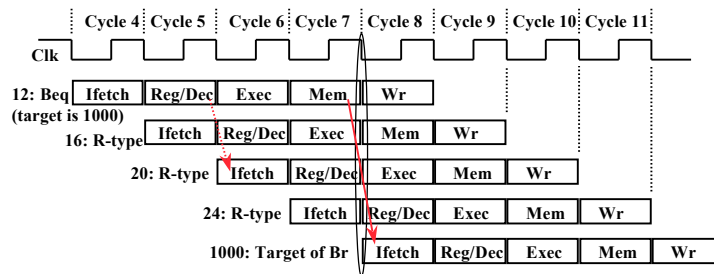 Cycle 4 Cycle 5 Cycle 6 Cycle 7 Cycle 8 Cycle 9 Cycle 10 Cycle 11
Clk
12: Beq Ifetch Reg/Dec Exec Mem Wr
(target is 1000)
16: R-type Ifetch Reg/Dec Exec Mem Wr
20: R-type Ifetch Reg/Dec Exec Mem Wr
24: R-type Ifetch Reg/Dec Exec Mem Wr
1000: Target of Br Ifetch Reg/Dec Exec Mem Wr